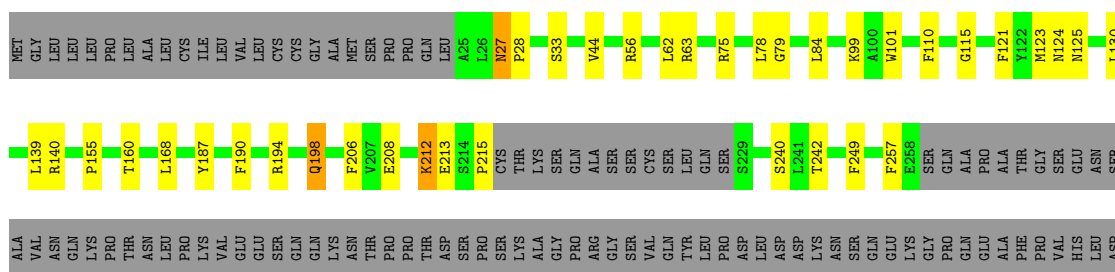 MET GLY LEU LEU LEU PRO LEU ALA LEU CYS ILE LEU VAL LEU CYS CYS GLY ALA MET SER PRO PRO GLN LEU A25 L26 N27 P28 S33 V44 R56 L62 R63 R75 L78 G79 L84 K99 A100 W101 F110 G115 F121 Y122 M123 N124 N125 L130
L139 R140 P155 T160 L168 Y187 F190 R194 Q198 F206 V207 E208 K212 E213 S214 P215 CYS THR LYS SER GLN ALA SER SER CYS SER LEU GLN SER S229 S240 L241 T242 F249 F257 E258 SER GLN ALA PRO ALA THR GLY SER GLU ASN SER
ALA VAL ASN GLN LYS PRO THR ASN LEU PRO LYS VAL GLU GLU SER GLN GLN LYS ASN THR PRO PRO THR ASP SER PRO SER LYS ALA GLY PRO ARG GLY SER VAL GLN TYR LEU PRO ASP LEU ASP ASP LYS ASN SER GLN GLU LYS GLY PRO GLN GLU ALA PHE PRO VAL HIS LEU ASP